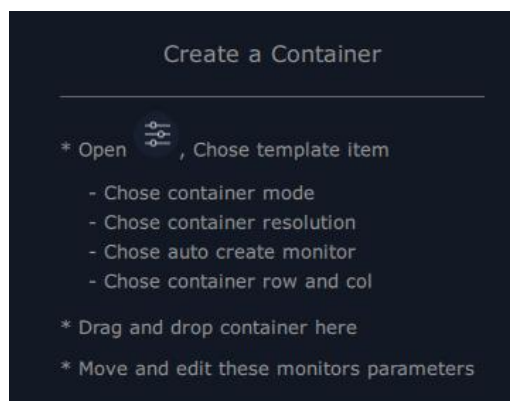 Create a Container
* Open , Chose template item
- Chose container mode
- Chose container resolution
- Chose auto create monitor
- Chose container row and col
* Drag and drop container here
* Move and edit these monitors parameters